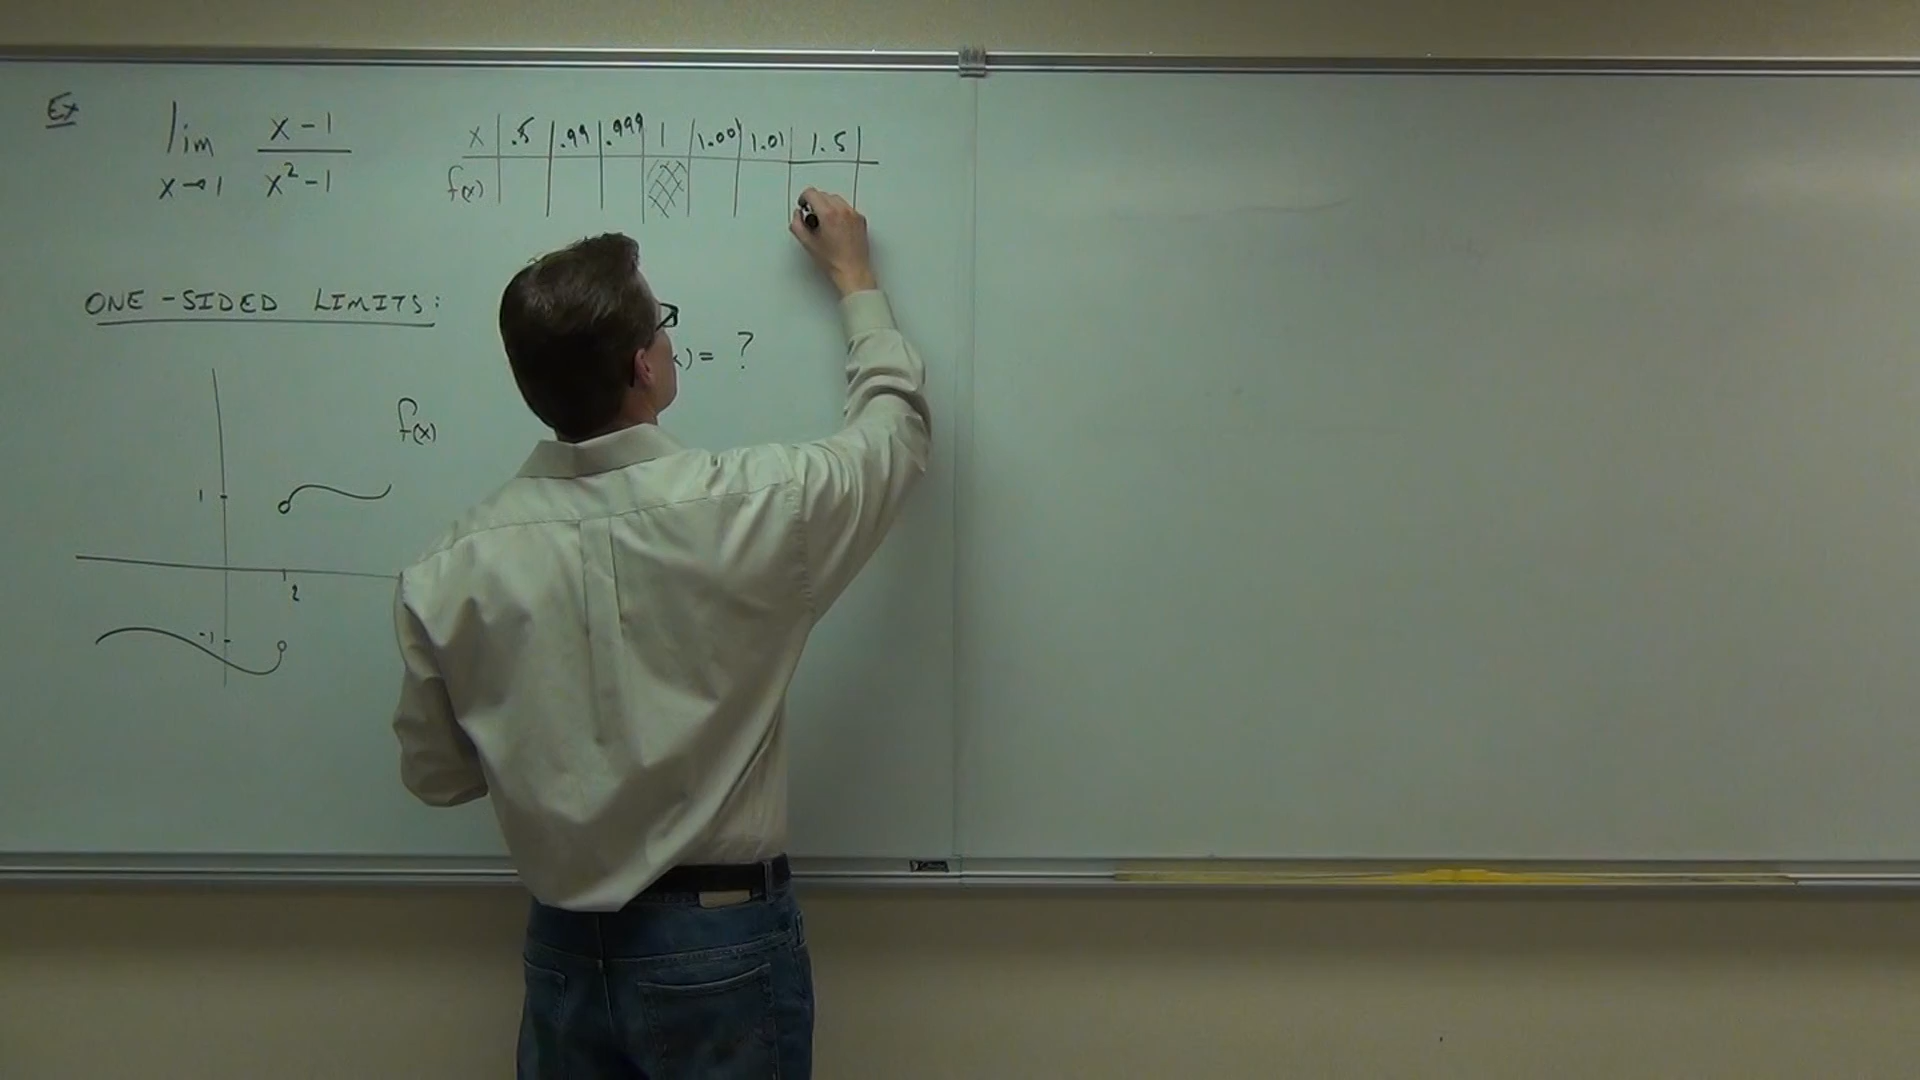 Ex
lim x→1 x-1 / x²-1
x .5 .99 .999 1 1.001 1.01 1.5
f(x)
ONE-SIDED LIMITS:
x) = ?
f(x)
1
2
-1